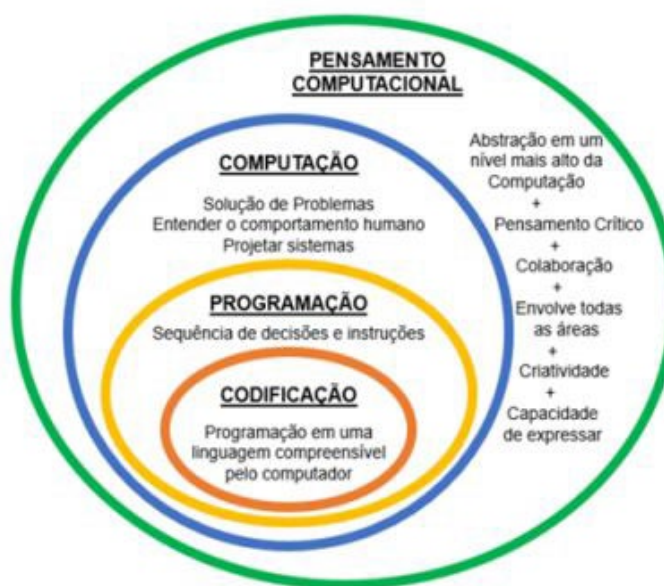 PENSAMENTO
COMPUTACIONAL
COMPUTAÇÃO
Solução de Problemas
Entender o comportamento humano
Projetar sistemas
PROGRAMAÇÃO
Sequência de decisões e instruções
CODIFICAÇÃO
Programação em uma
linguagem compreensível
pelo computador
Abstração em um
nível mais alto da
Computação
+
Pensamento Crítico
+
Colaboração
+
Envolve todas
as áreas
+
Criatividade
+
Capacidade
de expressar